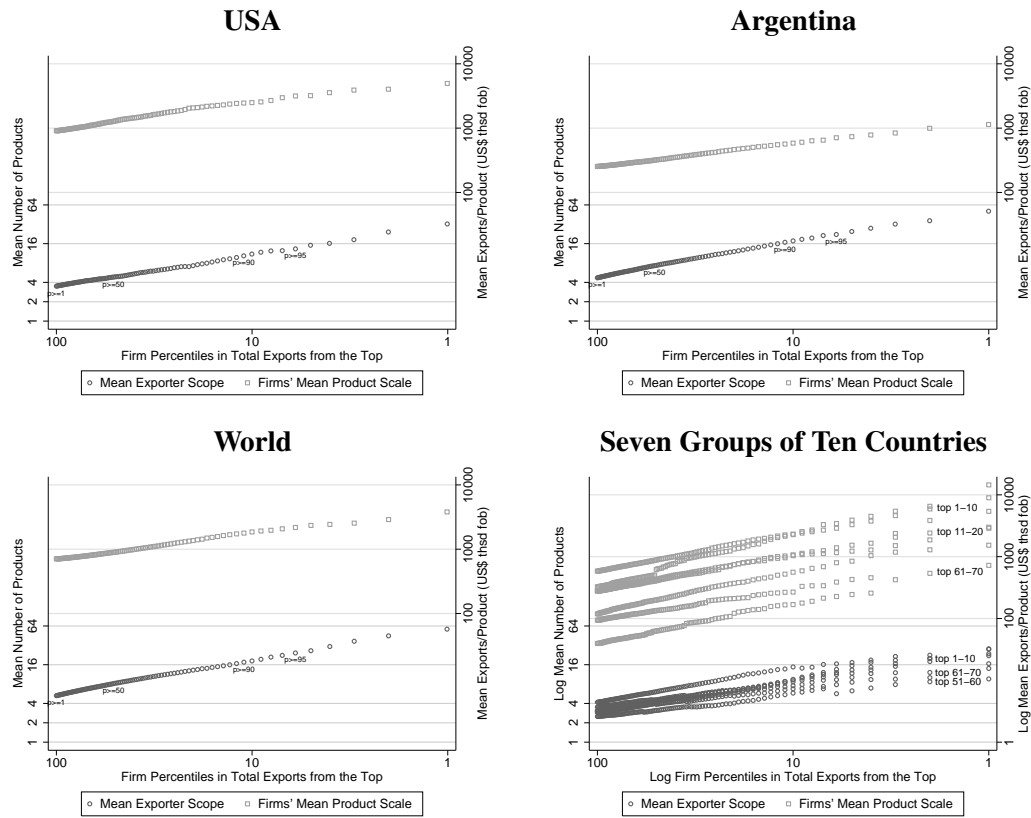 USA
Mean Number of Products
1 2 4 16 64
100 1000 10000
Mean Exports/Product (US$ thsd fob)
p>=1
p>=50
p>=90
p>=95
100 10 1
Firm Percentiles in Total Exports from the Top
Mean Exporter Scope Firms' Mean Product Scale
Argentina
Mean Number of Products
1 2 4 16 64
100 1000 10000
Mean Exports/Product (US$ thsd fob)
p>=1
p>=50
p>=90
p>=95
100 10 1
Firm Percentiles in Total Exports from the Top
Mean Exporter Scope Firms' Mean Product Scale
World
Mean Number of Products
1 2 4 16 64
100 1000 10000
Mean Exports/Product (US$ thsd fob)
p>=1
p>=50
p>=90
p>=95
100 10 1
Firm Percentiles in Total Exports from the Top
Mean Exporter Scope Firms' Mean Product Scale
Seven Groups of Ten Countries
Log Mean Number of Products
1 2 4 16 64
1 100 1000 10000
Log Mean Exports/Product (US$ thsd fob)
top 1−10
top 11−20
top 61−70
top 1−10
top 61−70
top 51−60
100 10 1
Log Firm Percentiles in Total Exports from the Top
Mean Exporter Scope Firms' Mean Product Scale